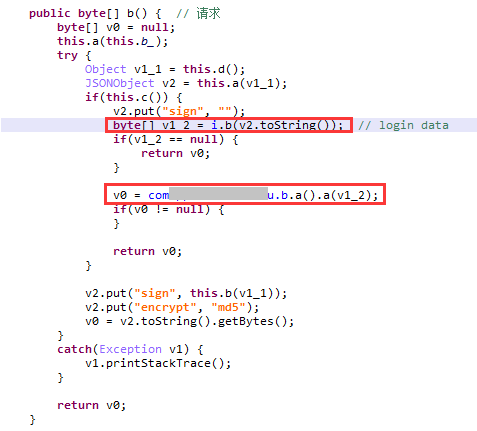 public byte[] b() {  // 请求
    byte[] v0 = null;
    this.a(this.b_);
    try {
        Object v1_1 = this.d();
        JSONObject v2 = this.a(v1_1);
        if(this.c()) {
            v2.put("sign", "");
            byte[] v1_2 = i.b(v2.toString());  // login data
            if(v1_2 == null) {
                return v0;
            }

            v0 = com u.b.a().a(v1_2);
            if(v0 != null) {
            }

            return v0;
        }

        v2.put("sign", this.b(v1_1));
        v2.put("encrypt", "md5");
        v0 = v2.toString().getBytes();
    }
    catch(Exception v1) {
        v1.printStackTrace();
    }

    return v0;
}